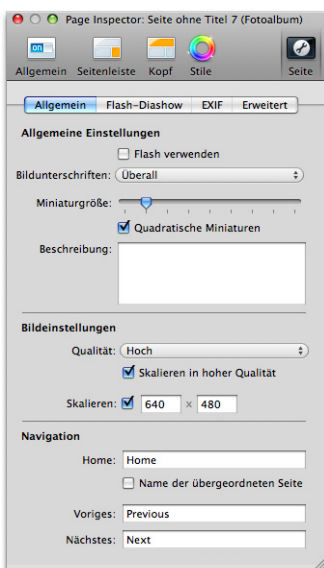 Page Inspector: Seite ohne Titel 7 (Fotoalbum)
on
Allgemein Seitenleiste Kopf Stile Seite
Allgemein Flash-Diashow EXIF Erweitert
Allgemeine Einstellungen
Flash verwenden
Bildunterschriften: Überall
Miniaturgröße:
Quadratische Miniaturen
Beschreibung:
Bildeinstellungen
Qualität: Hoch
Skalieren in hoher Qualität
Skalieren: 640 × 480
Navigation
Home: Home
Name der übergeordneten Seite
Voriges: Previous
Nächstes: Next